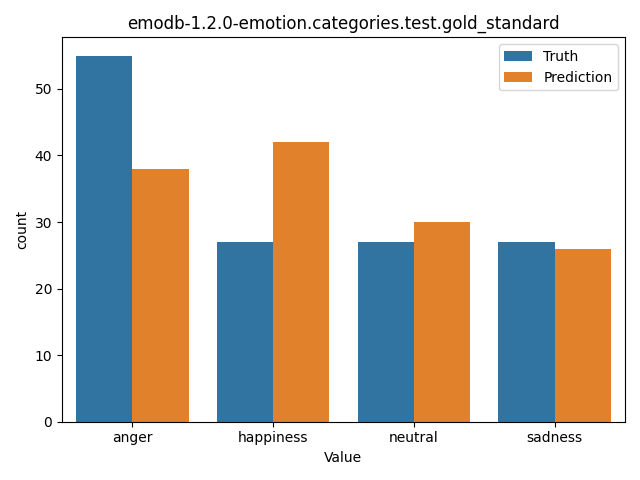 emodb-1.2.0-emotion.categories.test.gold_standard
Truth
Prediction
50
40
30
20
10
0
count
anger happiness neutral sadness
Value